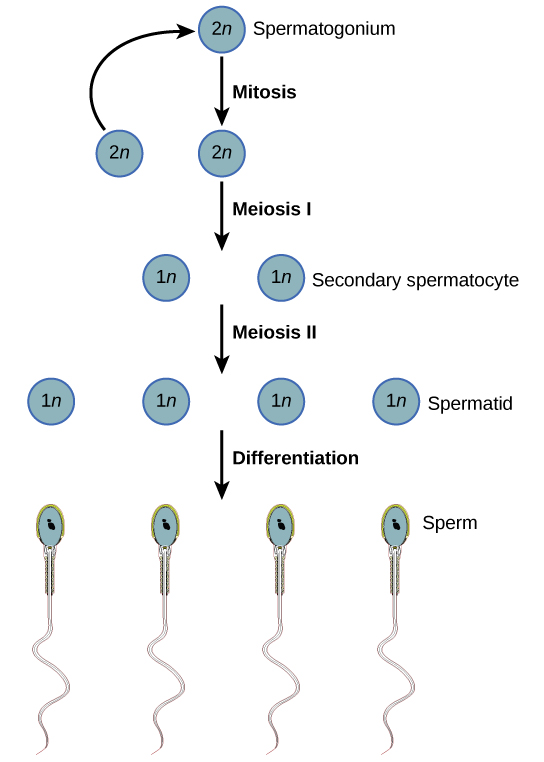 2n Spermatogonium
Mitosis
2n 2n
Meiosis I
1n 1n Secondary spermatocyte
Meiosis II
1n 1n 1n 1n Spermatid
Differentiation
Sperm